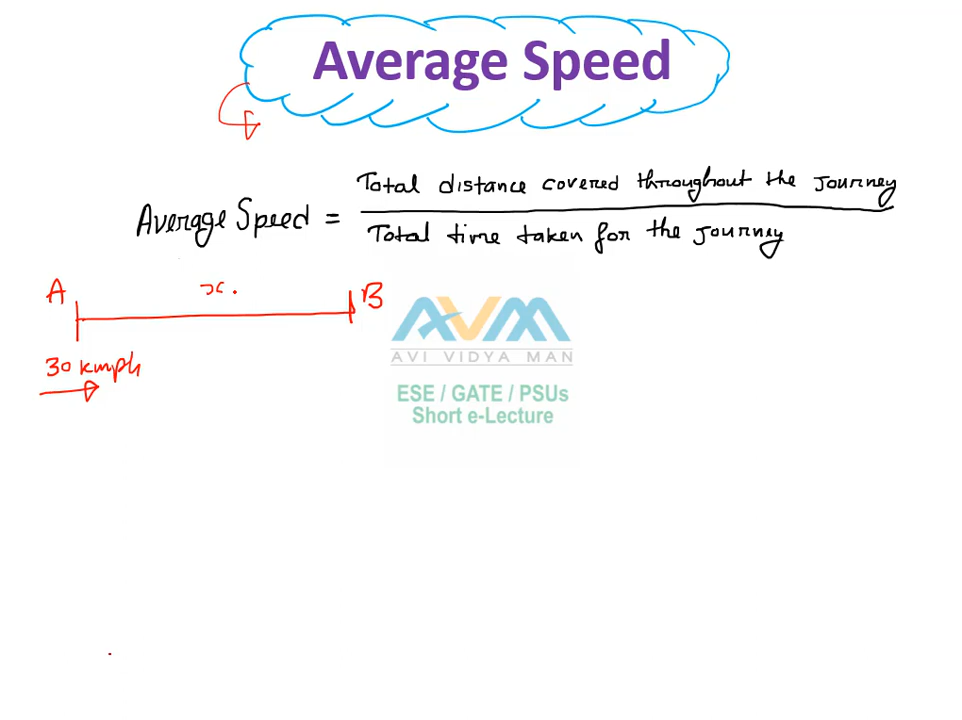 Average Speed
Total distance covered throughout the Journey
Average Speed =
Total time taken for the Journey
A x. B
AVM
AVI VIDYA MAN
30 kmph
ESE / GATE / PSUs
Short e-Lecture